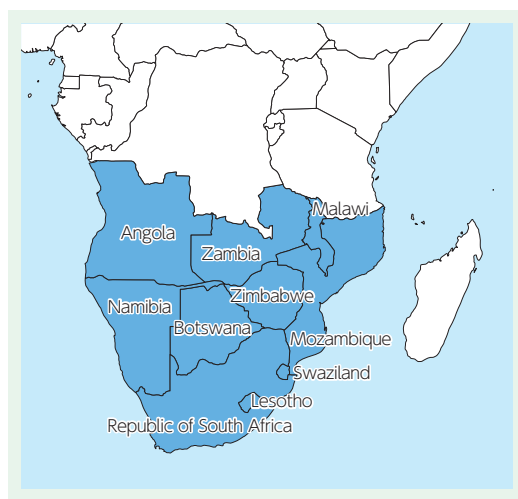 Malawi
Angola
Zambia
Zimbabwe
Namibia
Botswana
Mozambique
Swaziland
Lesotho
Republic of South Africa